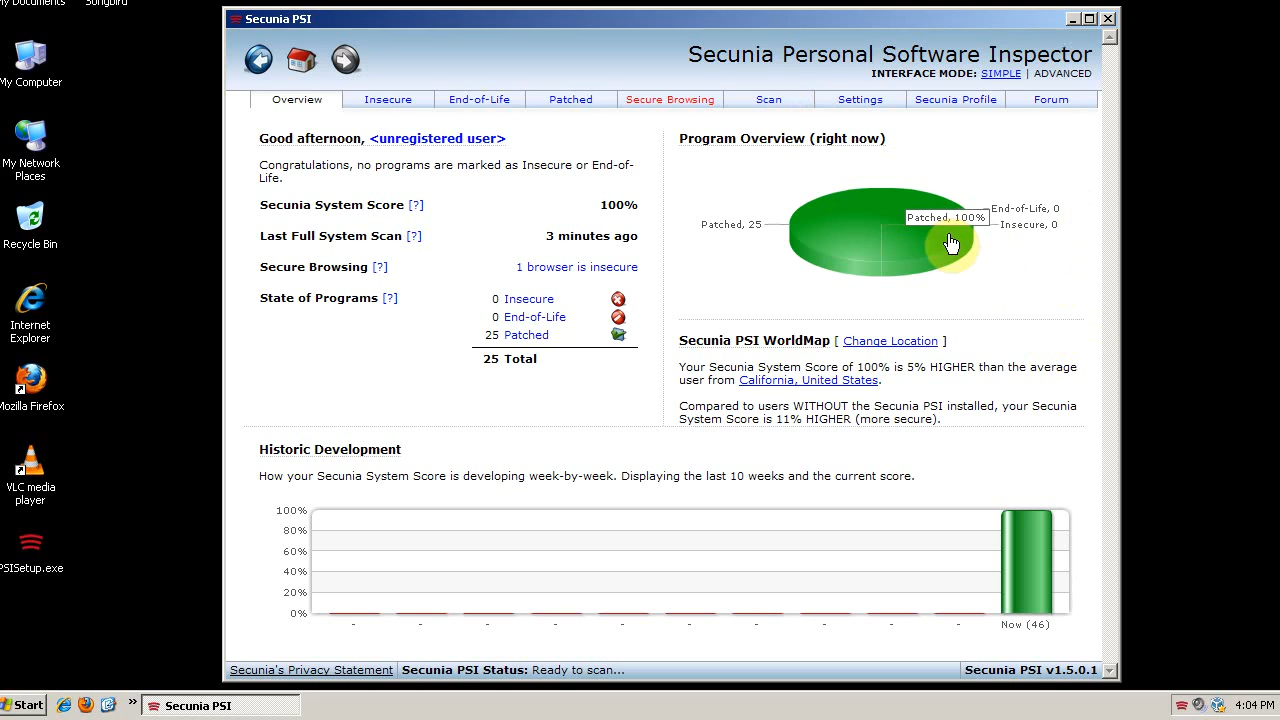 My Documents
Songbird
My Computer
My Network
Places
Recycle Bin
Internet
Explorer
Mozilla Firefox
VLC media
player
PSISetup.exe
Secunia PSI
Secunia Personal Software Inspector
INTERFACE MODE: SIMPLE | ADVANCED
Overview
Insecure
End-of-Life
Patched
Secure Browsing
Scan
Settings
Secunia Profile
Forum
Good afternoon, <unregistered user>
Congratulations, no programs are marked as Insecure or End-of-
Life.
Secunia System Score [?] 100%
Last Full System Scan [?] 3 minutes ago
Secure Browsing [?] 1 browser is insecure
State of Programs [?] 0 Insecure
0 End-of-Life
25 Patched
25 Total
Program Overview (right now)
Patched, 25
Patched, 100%
End-of-Life, 0
Insecure, 0
Secunia PSI WorldMap [ Change Location ]
Your Secunia System Score of 100% is 5% HIGHER than the average
user from California, United States.
Compared to users WITHOUT the Secunia PSI installed, your Secunia
System Score is 11% HIGHER (more secure).
Historic Development
How your Secunia System Score is developing week-by-week. Displaying the last 10 weeks and the current score.
100%
80%
60%
40%
20%
0%
- - - - - - - - - - Now (46)
Secunia's Privacy Statement
Secunia PSI Status: Ready to scan...
Secunia PSI v1.5.0.1
Start
Secunia PSI
4:04 PM